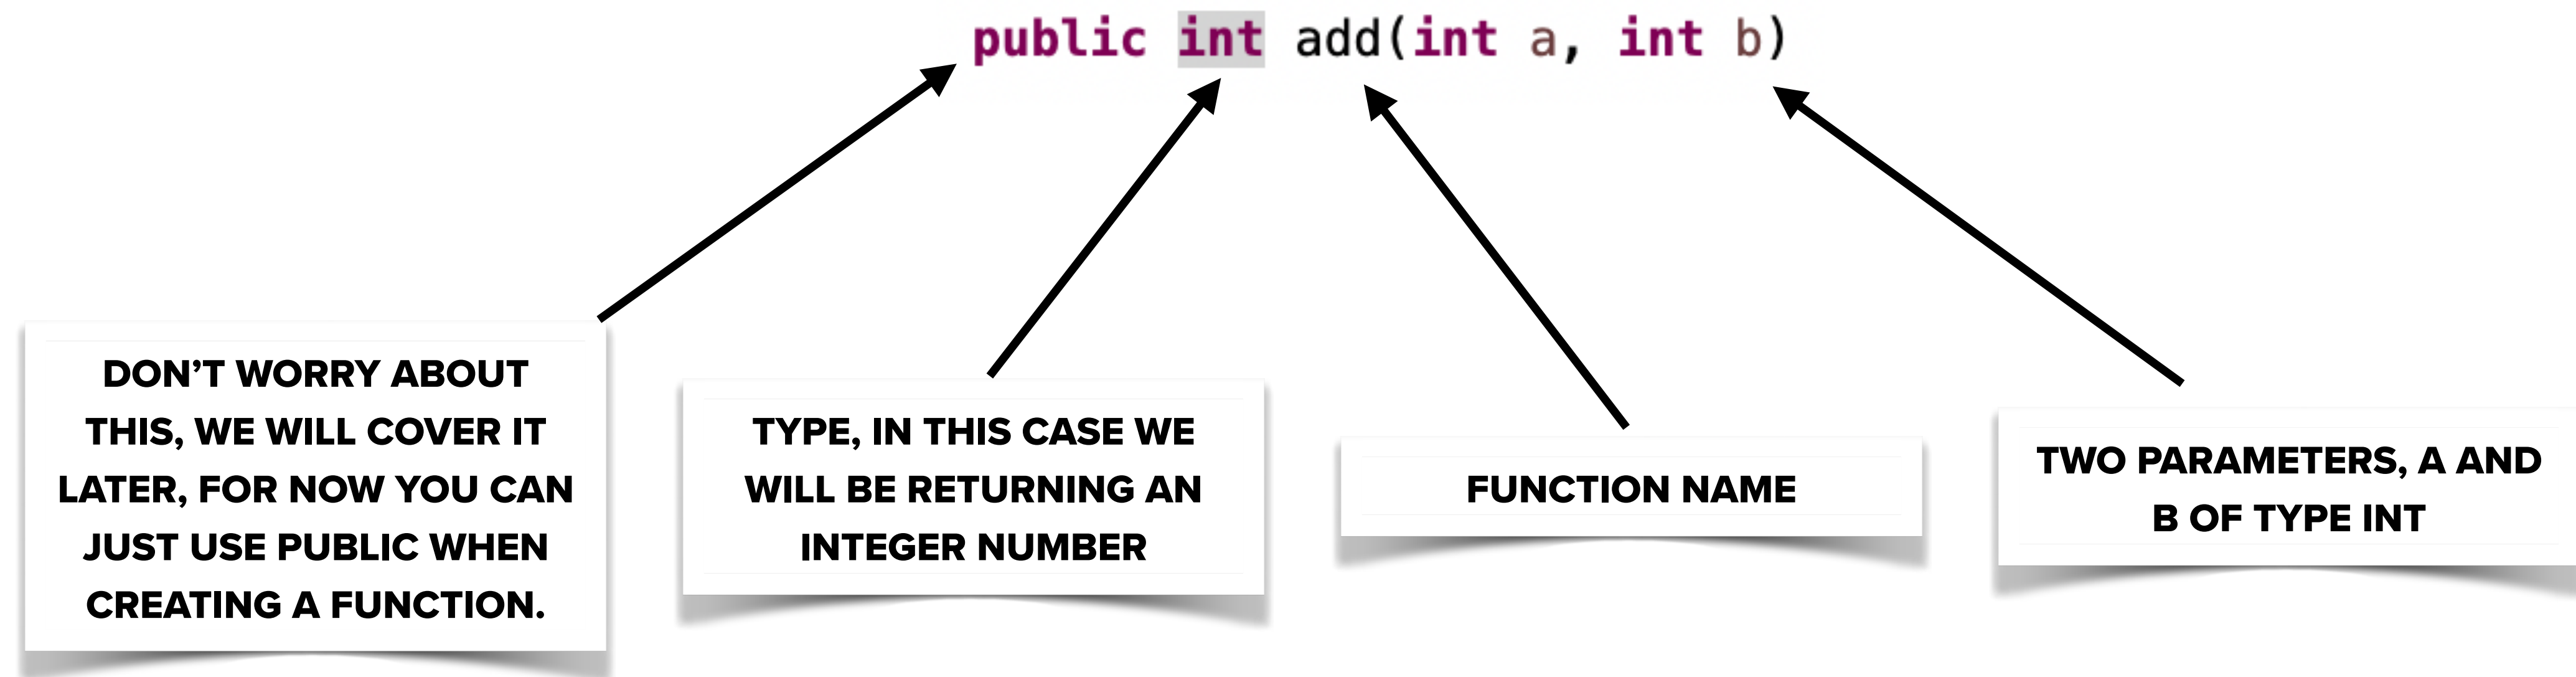 public int add(int a, int b)
DON’T WORRY ABOUT
THIS, WE WILL COVER IT
LATER, FOR NOW YOU CAN
JUST USE PUBLIC WHEN
CREATING A FUNCTION.
TYPE, IN THIS CASE WE
WILL BE RETURNING AN
INTEGER NUMBER
FUNCTION NAME
TWO PARAMETERS, A AND
B OF TYPE INT